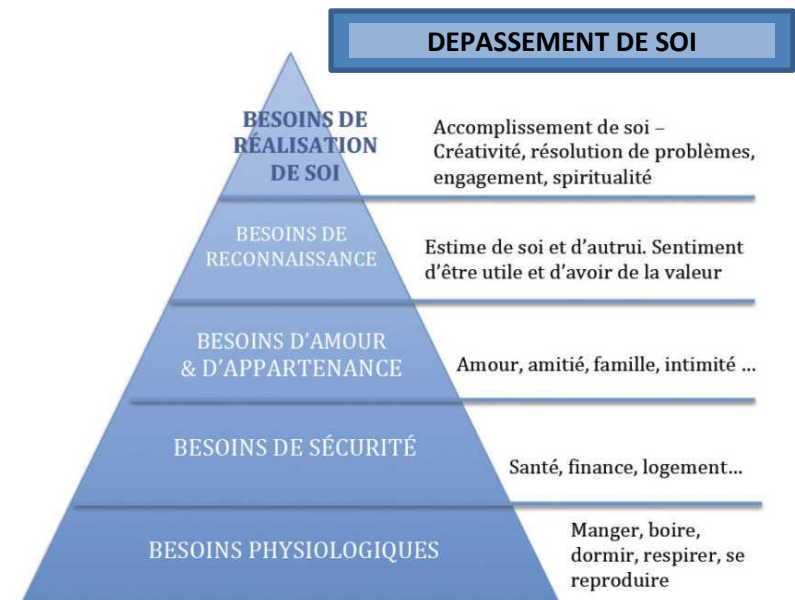 DEPASSEMENT DE SOI
BESOINS DE
RÉALISATION
DE SOI
Accomplissement de soi –
Créativité, résolution de problèmes,
engagement, spiritualité
BESOINS DE
RECONNAISSANCE
Estime de soi et d’autrui. Sentiment
d’être utile et d’avoir de la valeur
BESOINS D’AMOUR
& D’APPARTENANCE
Amour, amitié, famille, intimité ...
BESOINS DE SÉCURITÉ
Santé, finance, logement...
BESOINS PHYSIOLOGIQUES
Manger, boire,
dormir, respirer, se
reproduire